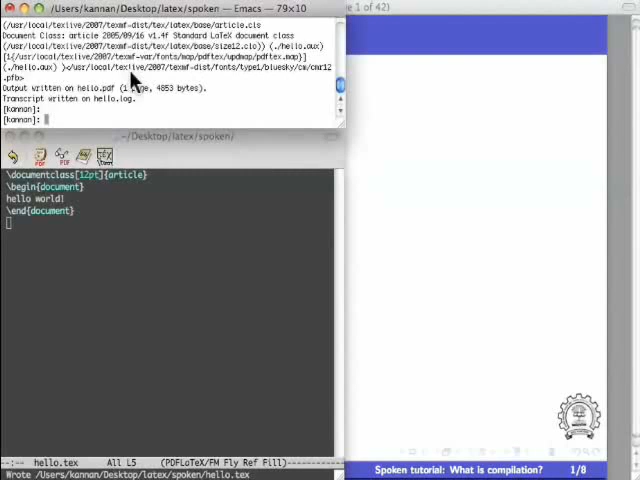 /Users/kannan/Desktop/latex/spoken — Emacs — 79×10
(/usr/local/texlive/2007/texmf-dist/tex/latex/base/article.cls
Document Class: article 2005/09/16 v1.4f Standard LaTeX document class
(/usr/local/texlive/2007/texmf-dist/tex/latex/base/size12.clo)) (./hello.aux)
[1{/usr/local/texlive/2007/texmf-var/fonts/map/pdftex/updmap/pdftex.map}]
(./hello.aux) )</usr/local/texlive/2007/texmf-dist/fonts/type1/bluesky/cm/cmr12
.pfb>
Output written on hello.pdf (1 page, 4853 bytes).
Transcript written on hello.log.
[kannan]:
[kannan]:
~/Desktop/latex/spoken/
\documentclass[12pt]{article}
\begin{document}
hello world!
\end{document}
--:-- hello.tex All L5 (PDFLaTeX/FM Fly Ref Fill)
Wrote /Users/kannan/Desktop/latex/spoken/hello.tex
1 of 42)
Spoken tutorial: What is compilation? 1/8